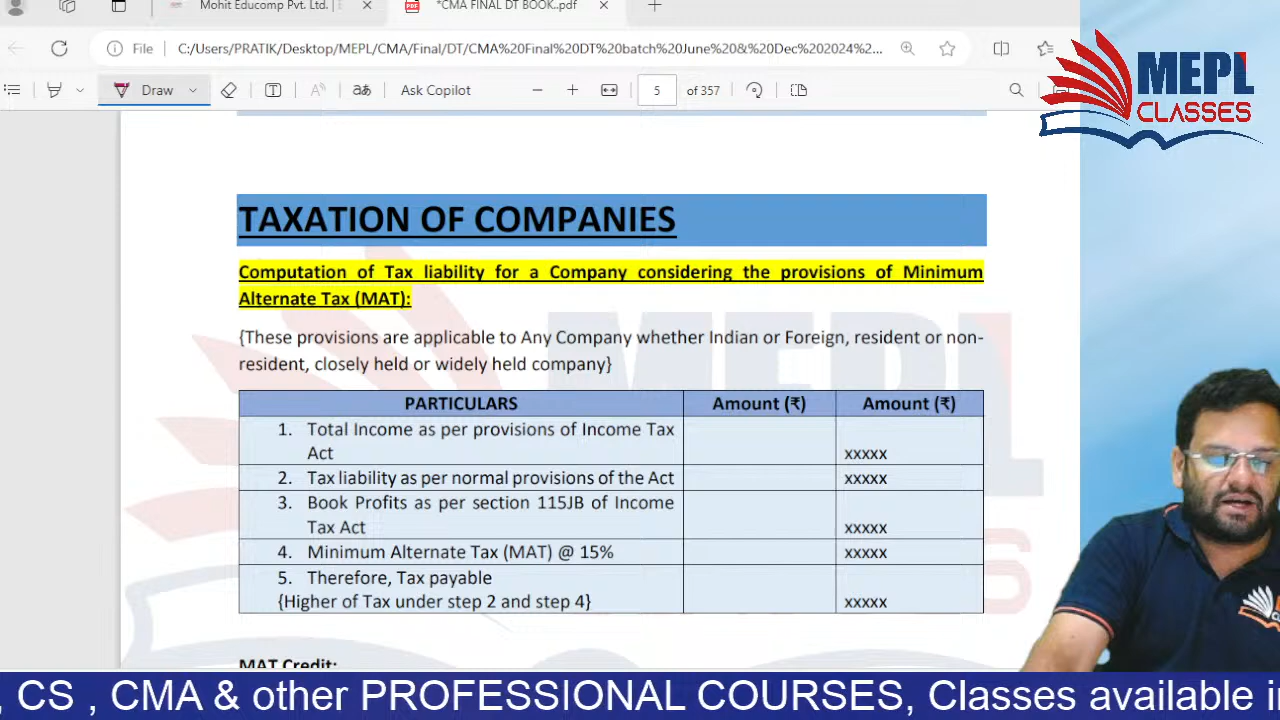 Mohit Educomp Pvt. Ltd. |
*CMA FINAL DT BOOK..pdf
File
C:/Users/PRATIK/Desktop/MEPL/CMA/Final/DT/CMA%20Final%20DT%20batch%20June%20&%20Dec%202024%2...
Draw
Ask Copilot
5 of 357
MEPL
CLASSES
TAXATION OF COMPANIES
Computation of Tax liability for a Company considering the provisions of Minimum
Alternate Tax (MAT):
{These provisions are applicable to Any Company whether Indian or Foreign, resident or non-
resident, closely held or widely held company}
PARTICULARS Amount (₹) Amount (₹)
1. Total Income as per provisions of Income Tax
Act xxxxx
2. Tax liability as per normal provisions of the Act xxxxx
3. Book Profits as per section 115JB of Income
Tax Act xxxxx
4. Minimum Alternate Tax (MAT) @ 15% xxxxx
5. Therefore, Tax payable
{Higher of Tax under step 2 and step 4} xxxxx
MAT Credit:
, CS , CMA & other PROFESSIONAL COURSES, Classes available in